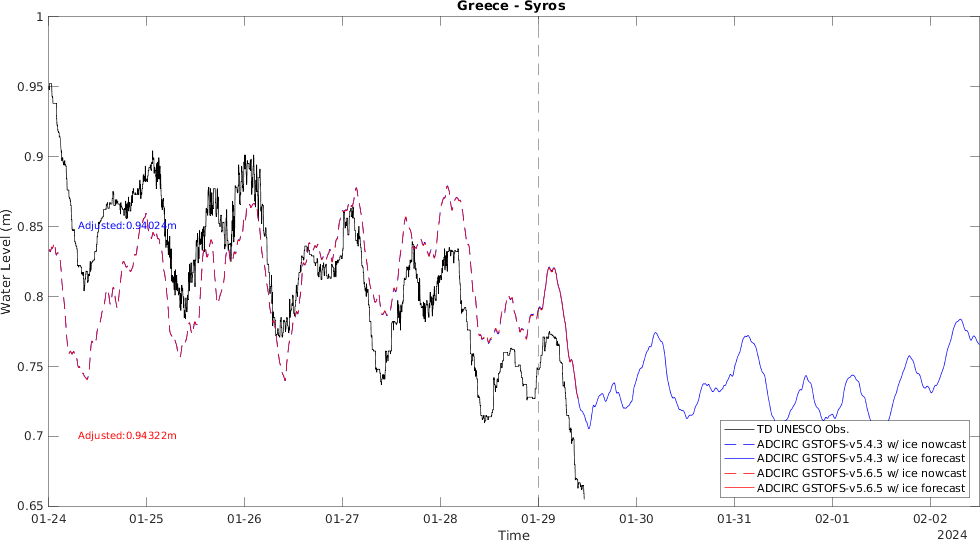 Greece - Syros
1
0.95
0.9
0.85
0.8
0.75
0.7
0.65
Water Level (m)
Adjusted:0.94024m
Adjusted:0.94322m
TD UNESCO Obs.
ADCIRC GSTOFS-v5.4.3 w/ ice nowcast
ADCIRC GSTOFS-v5.4.3 w/ ice forecast
ADCIRC GSTOFS-v5.6.5 w/ ice nowcast
ADCIRC GSTOFS-v5.6.5 w/ ice forecast
01-24 01-25 01-26 01-27 01-28 01-29 01-30 01-31 02-01 02-02
Time
2024